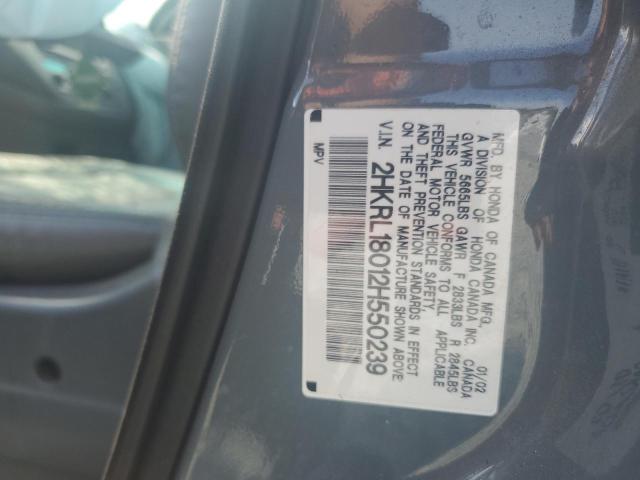 MFD. BY HONDA OF CANADA MFG.,
A DIVISION OF HONDA CANADA INC. CANADA 01/02
GVWR 5665LBS GAWR F 2833LBS R 2845LBS
THIS VEHICLE CONFORMS TO ALL APPLICABLE
FEDERAL MOTOR VEHICLE SAFETY,
AND THEFT PREVENTION STANDARDS IN EFFECT
ON THE DATE OF MANUFACTURE SHOWN ABOVE.
V.I.N. 2HKRL18012H550239
MPV